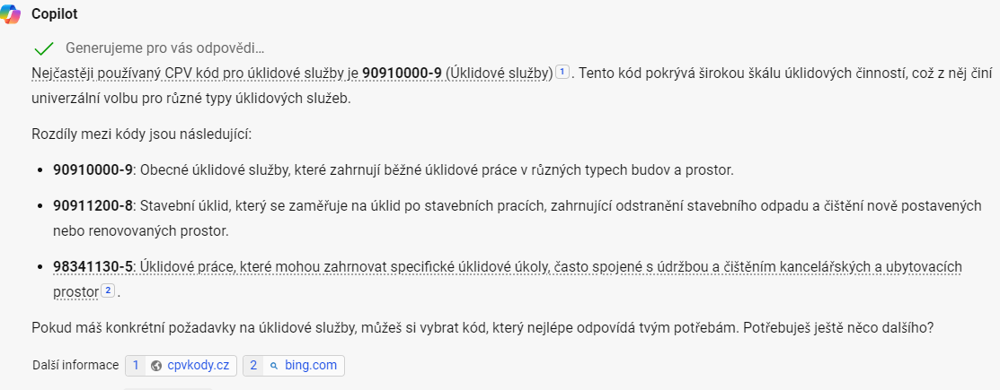 Copilot
Generujeme pro vás odpovědi...
Nejčastěji používaný CPV kód pro úklidové služby je 90910000-9 (Úklidové služby) 1 . Tento kód pokrývá širokou škálu úklidových činností, což z něj činí
univerzální volbu pro různé typy úklidových služeb.
Rozdíly mezi kódy jsou následující:
• 90910000-9: Obecné úklidové služby, které zahrnují běžné úklidové práce v různých typech budov a prostor.
• 90911200-8: Stavební úklid, který se zaměřuje na úklid po stavebních pracích, zahrnující odstranění stavebního odpadu a čištění nově postavených
nebo renovovaných prostor.
• 98341130-5: Úklidové práce, které mohou zahrnovat specifické úklidové úkoly, často spojené s údržbou a čištěním kancelářských a ubytovacích
prostor 2 .
Pokud máš konkrétní požadavky na úklidové služby, můžeš si vybrat kód, který nejlépe odpovídá tvým potřebám. Potřebuješ ještě něco dalšího?
Další informace 1 cpvkody.cz 2 bing.com